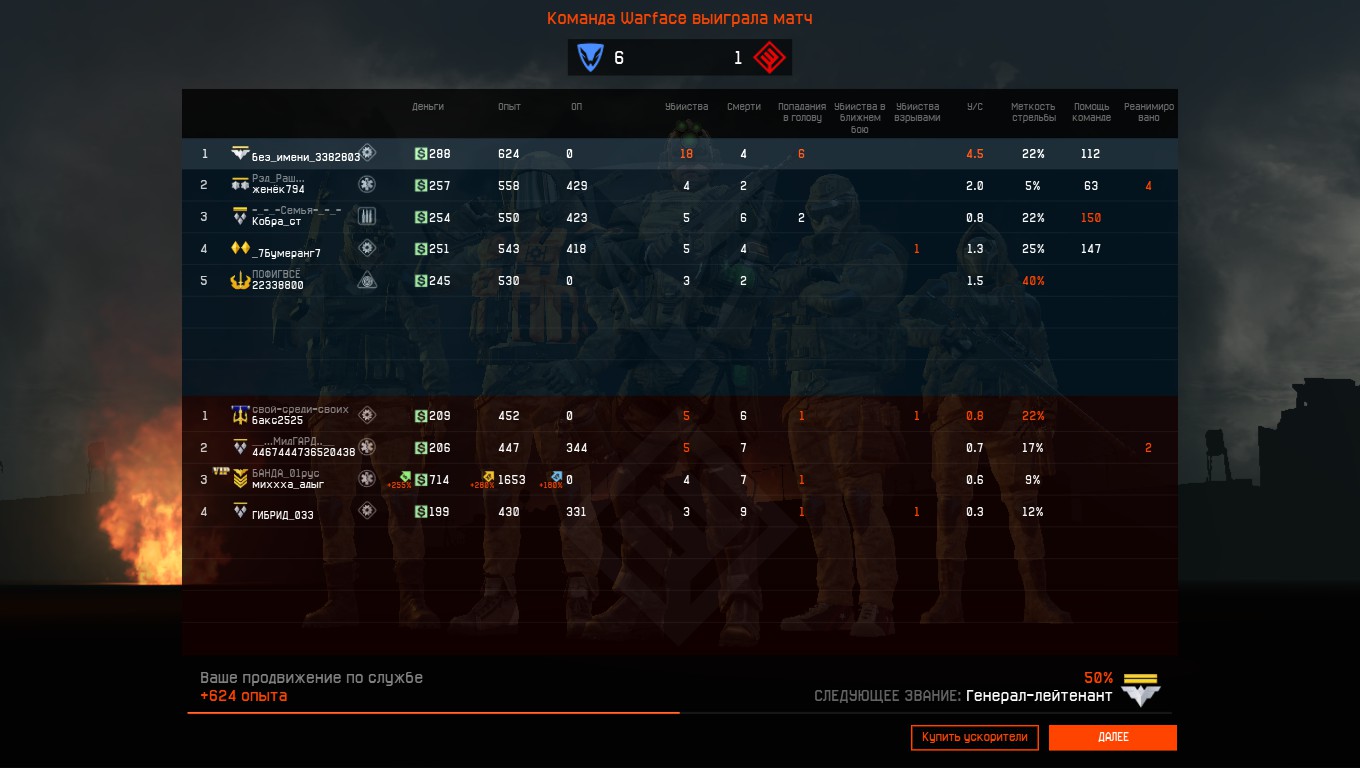 Команда Warface выиграла матч
6 1
Деньги Опыт ОП Убийства Смерти Попадания в голову Убийства в ближнем бою Убийства взрывами У/С Меткость стрельбы Помощь команде Реанимировано
1 без_имени_3382803 $288 624 0 18 4 6 4.5 22% 112
Рэд_Раш...
2 женёк794 $257 558 429 4 2 2.0 5% 63 4
-_-_-Семья-_-_-
3 Кобра_ст $254 550 423 5 6 2 0.8 22% 150
4 _7Бумеранг7 $251 543 418 5 4 1 1.3 25% 147
ПОФИГВСЁ
5 22338800 $245 530 0 3 2 1.5 40%
свой-среди-своих
1 бакс2525 $209 452 0 5 6 1 1 0.8 22%
__...МидГАРД..__
2 4467444736520438 $206 447 344 5 7 0.7 17% 2
VIP БАНДА_01рус
3 миххха_адыг +255% $714 +280% 1653 +180% 0 4 7 1 0.6 9%
4 ГИБРИД_033 $199 430 331 3 9 1 1 0.3 12%
Ваше продвижение по службе
+624 опыта
50%
СЛЕДУЮЩЕЕ ЗВАНИЕ: Генерал-лейтенант
Купить ускорители ДАЛЕЕ